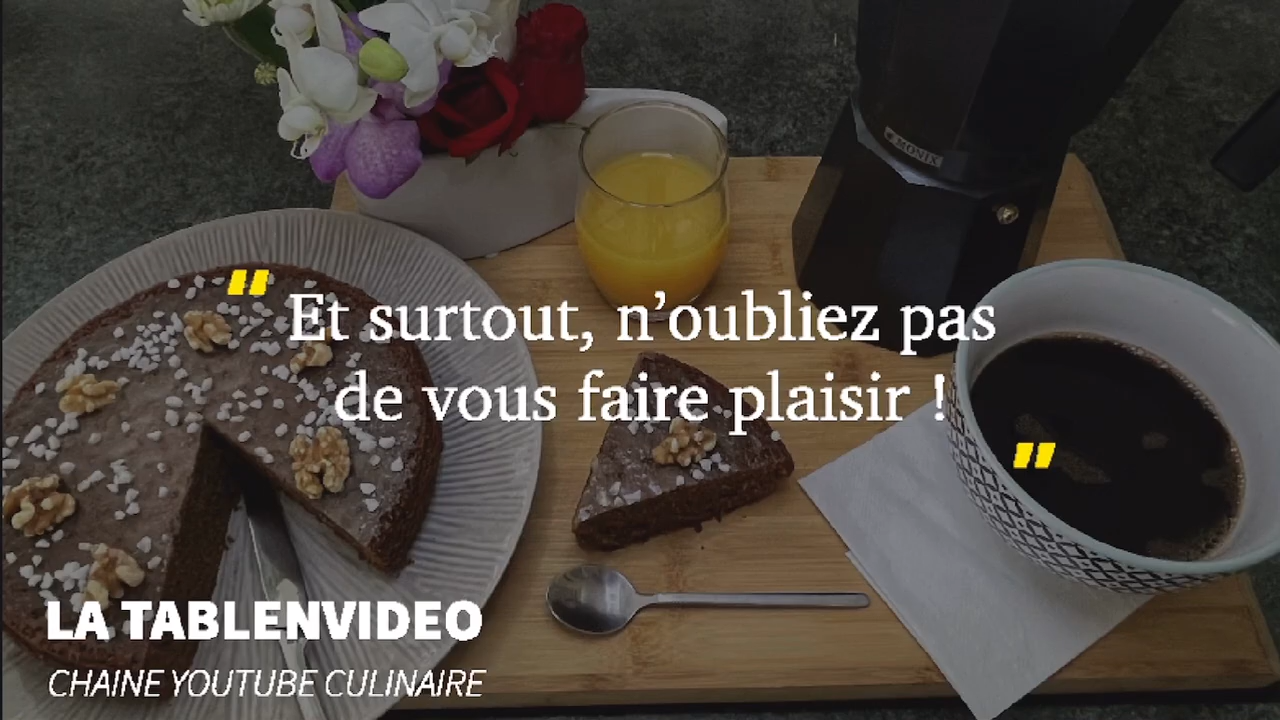 MONIX
" Et surtout, n’oubliez pas
de vous faire plaisir !
"
LA TABLENVIDEO
CHAINE YOUTUBE CULINAIRE